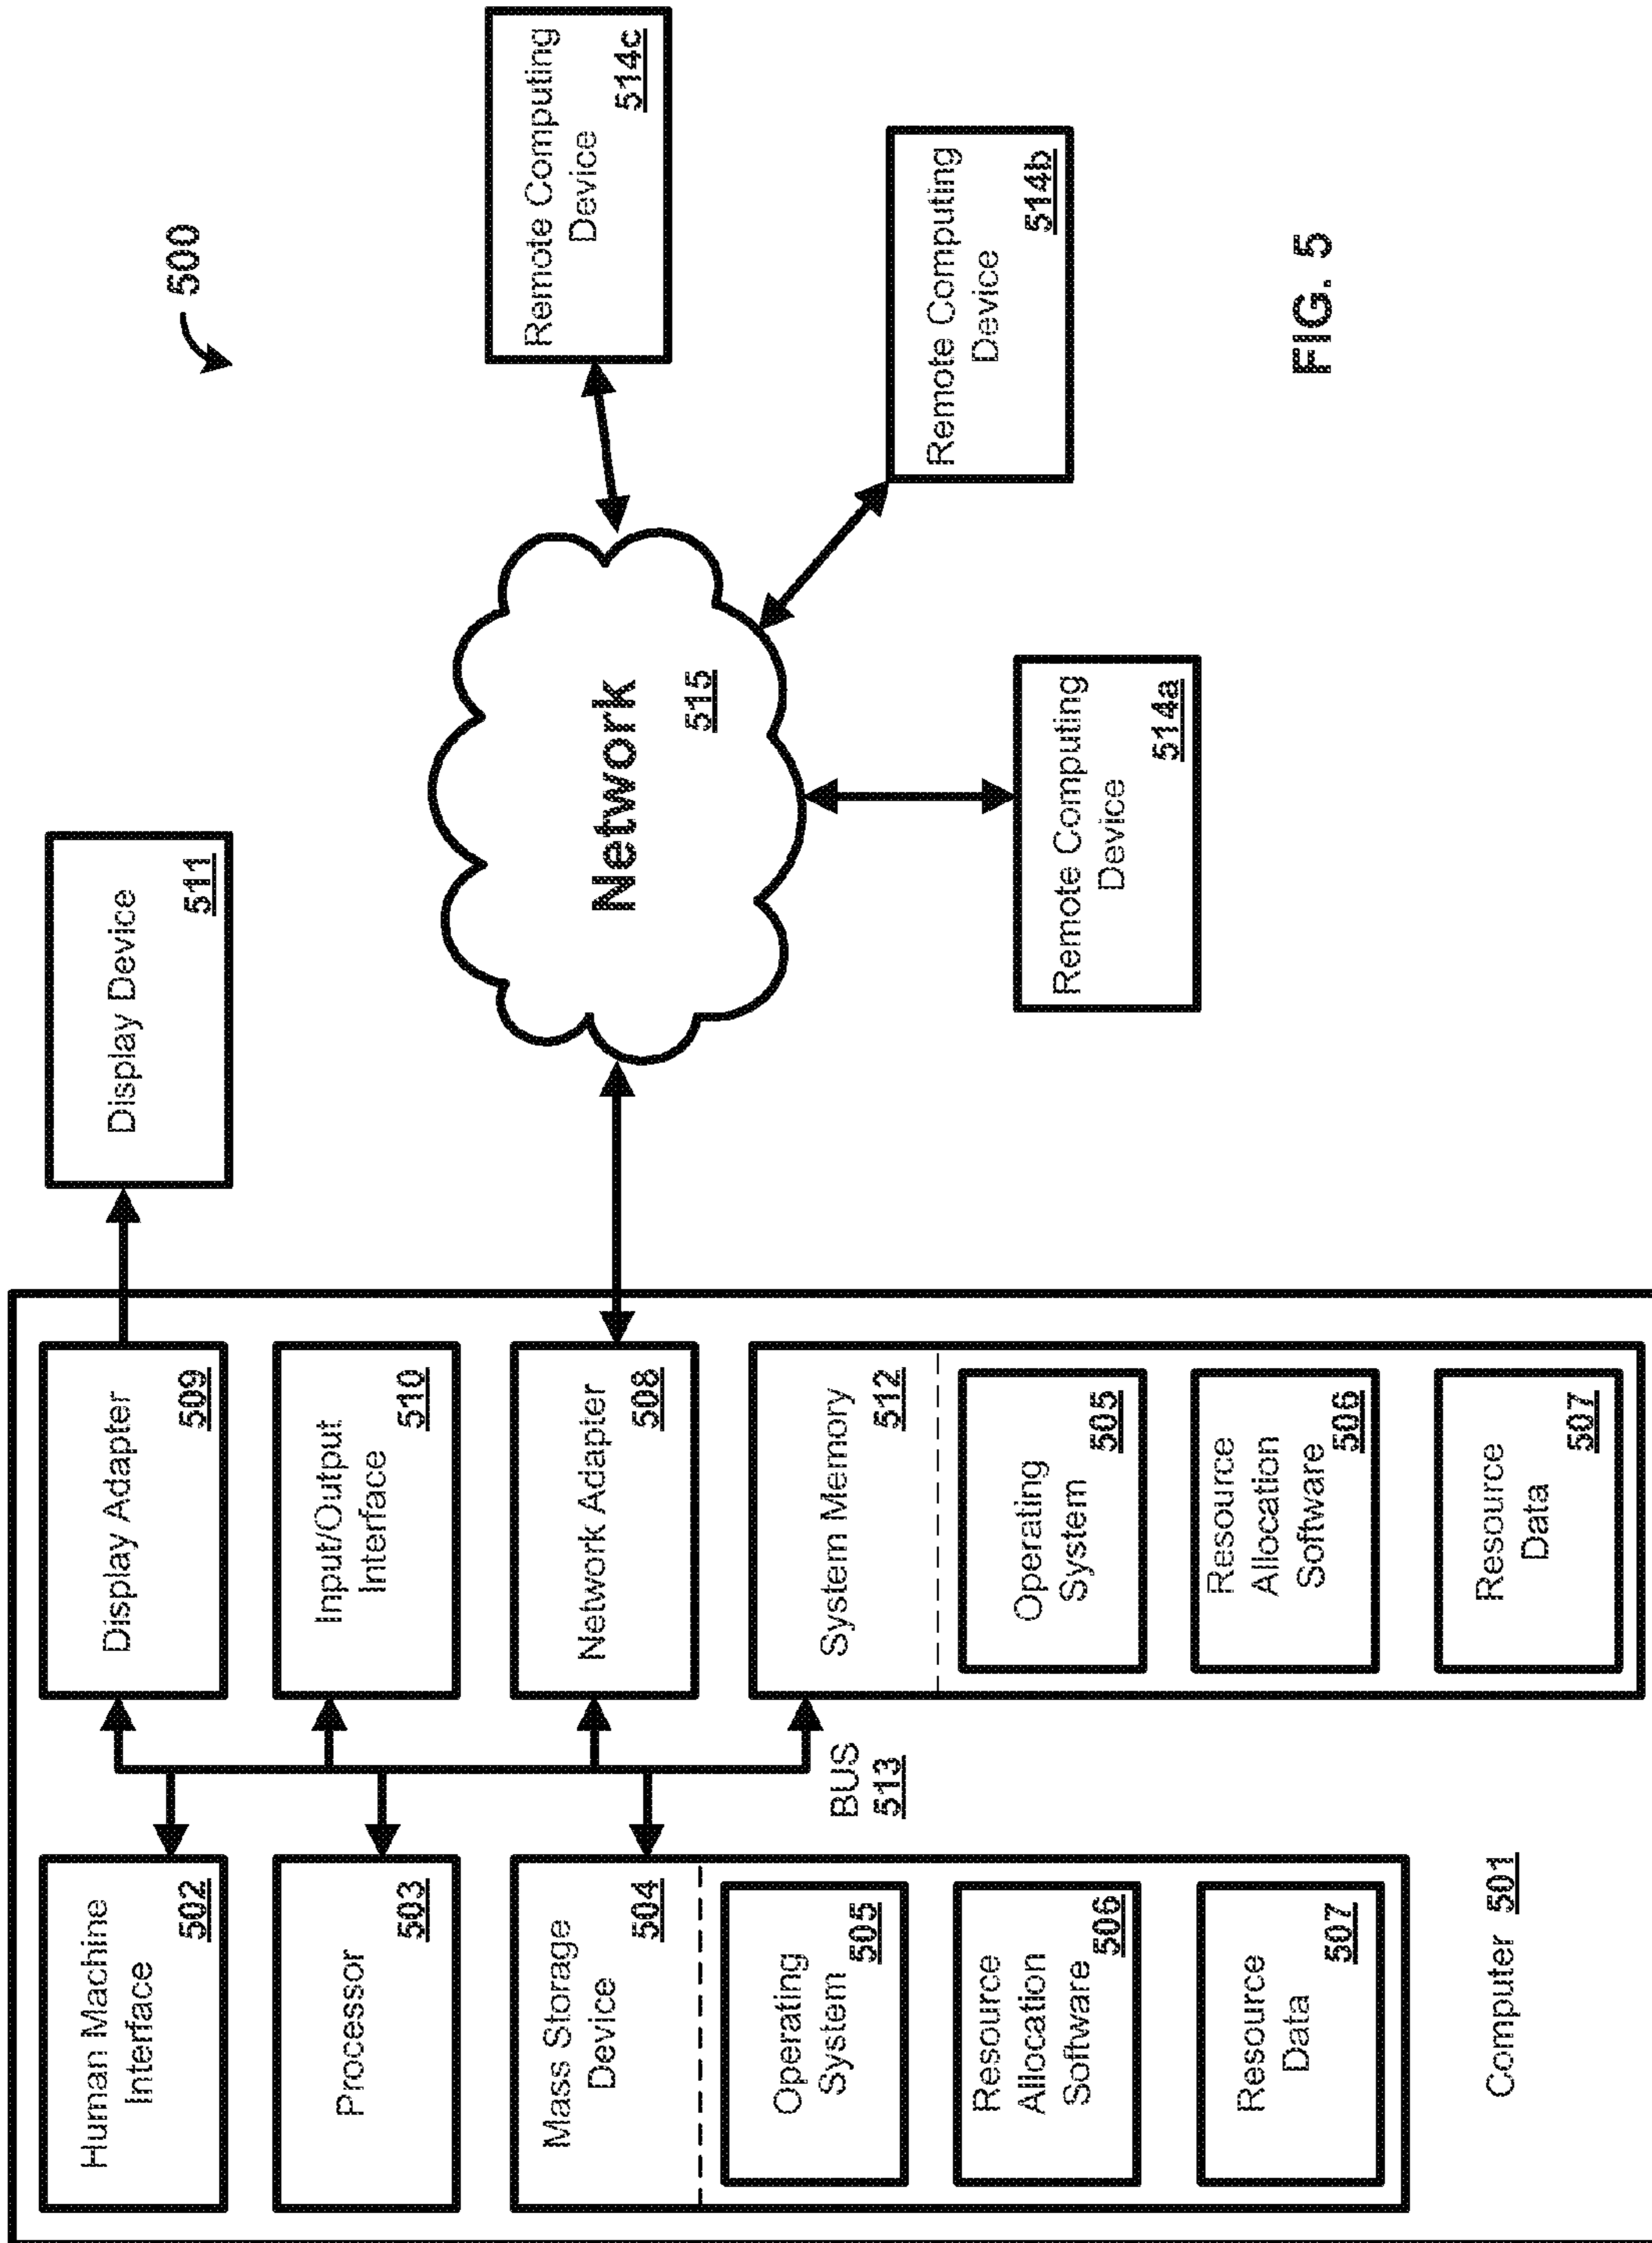 500
Human Machine
Interface
502
Processor
503
Mass Storage
Device
504
Operating
System
505
Resource
Allocation
Software
506
Resource
Data
507
Computer 501
BUS
513
Display Adapter
509
Input/Output
Interface
510
Network Adapter
508
System Memory
512
Operating
System
505
Resource
Allocation
Software
506
Resource
Data
507
Display Device
511
Network
515
Remote Computing
Device
514a
Remote Computing
Device
514b
Remote Computing
Device
514c
FIG. 5